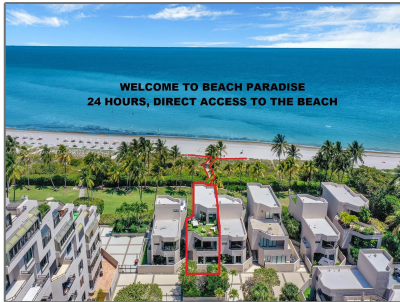 WELCOME TO BEACH PARADISE
24 HOURS, DIRECT ACCESS TO THE BEACH